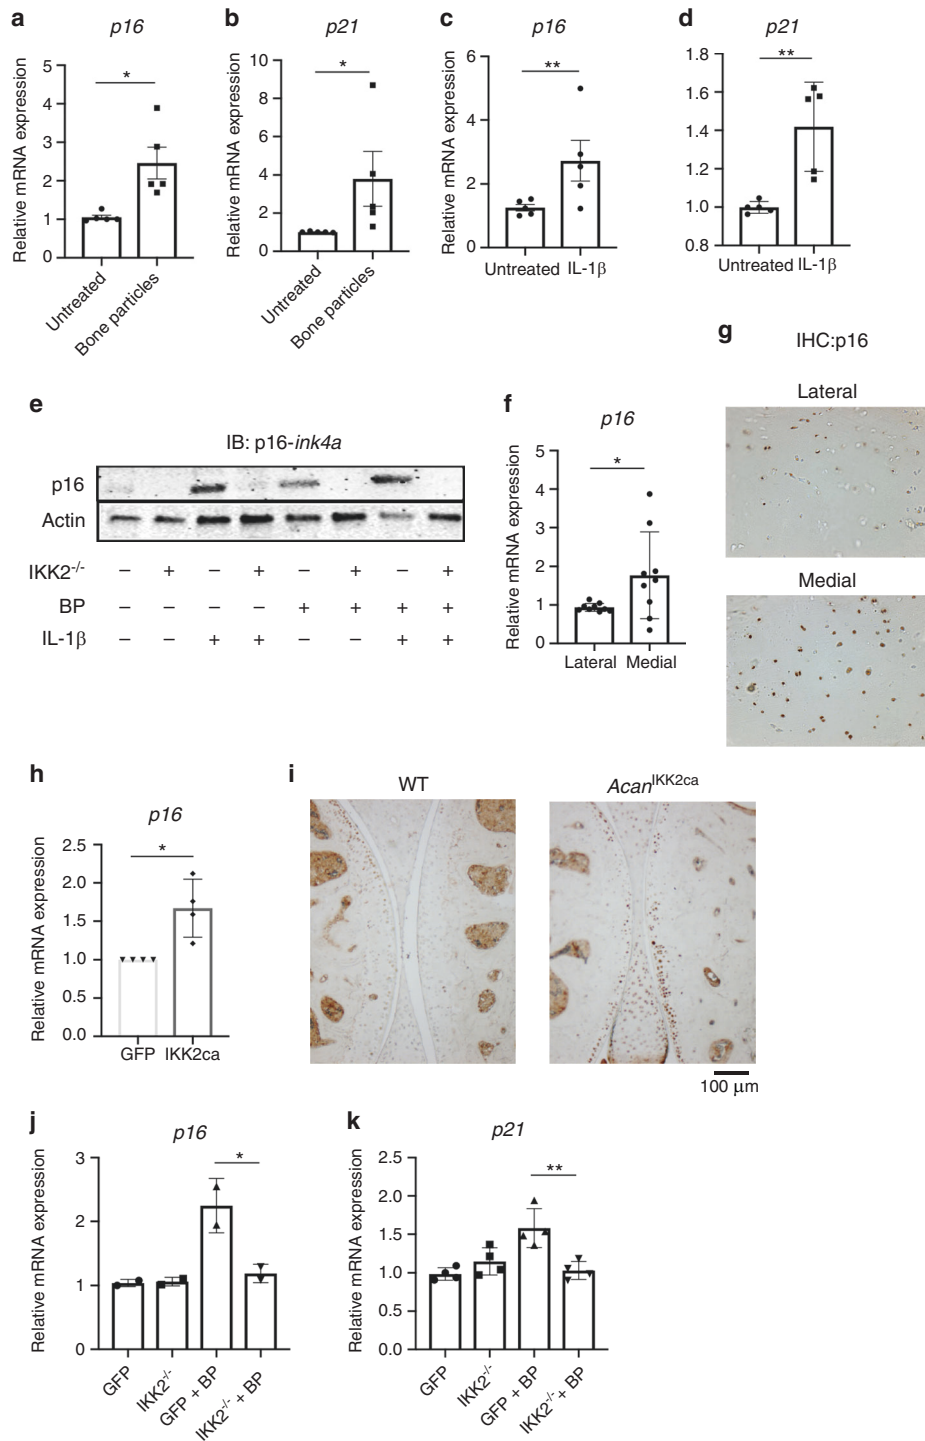 a
p16
Relative mRNA expression
5
4
3
2
1
0
*
Untreated
Bone particles
b
p21
Relative mRNA expression
10
8
6
4
2
0
*
Untreated
Bone particles
c
p16
Relative mRNA expression
6
4
2
0
**
Untreated IL-1β
d
p21
Relative mRNA expression
1.8
1.6
1.4
1.2
1.0
0.8
**
Untreated IL-1β
e
IB: p16-ink4a
p16
Actin
IKK2⁻/⁻ − + − + − + − +
BP − − − − + + + +
IL-1β − − + + − − + +
f
p16
Relative mRNA expression
5
4
3
2
1
0
*
Lateral Medial
g
IHC:p16
Lateral
Medial
h
p16
Relative mRNA expression
2.5
2.0
1.5
1.0
0.5
0.0
*
GFP IKK2ca
i
WT
Acan^IKK2ca
100 μm
j
p16
Relative mRNA expression
3
2
1
0
*
GFP
IKK2⁻/⁻
GFP + BP
IKK2⁻/⁻ + BP
k
p21
Relative mRNA expression
2.5
2.0
1.5
1.0
0.5
0.0
**
GFP
IKK2⁻/⁻
GFP + BP
IKK2⁻/⁻ + BP